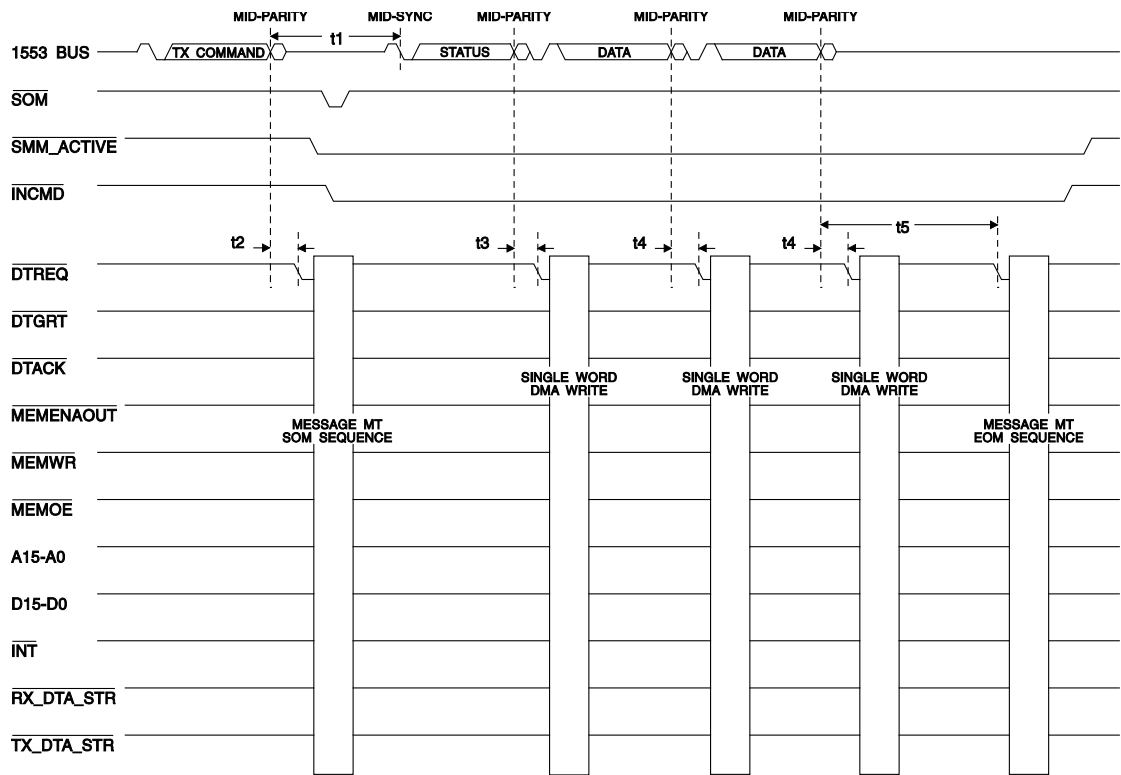 MID-PARITY MID-SYNC MID-PARITY MID-PARITY MID-PARITY
t1
1553 BUS TX COMMAND STATUS DATA DATA
SOM
SMM_ACTIVE
INCMD
t2 t3 t4 t4 t5
DTREQ
DTGRT
DTACK
SINGLE WORD SINGLE WORD SINGLE WORD
DMA WRITE DMA WRITE DMA WRITE
MEMENAOUT
MESSAGE MT MESSAGE MT
SOM SEQUENCE EOM SEQUENCE
MEMWR
MEMOE
A15-A0
D15-D0
INT
RX_DTA_STR
TX_DTA_STR